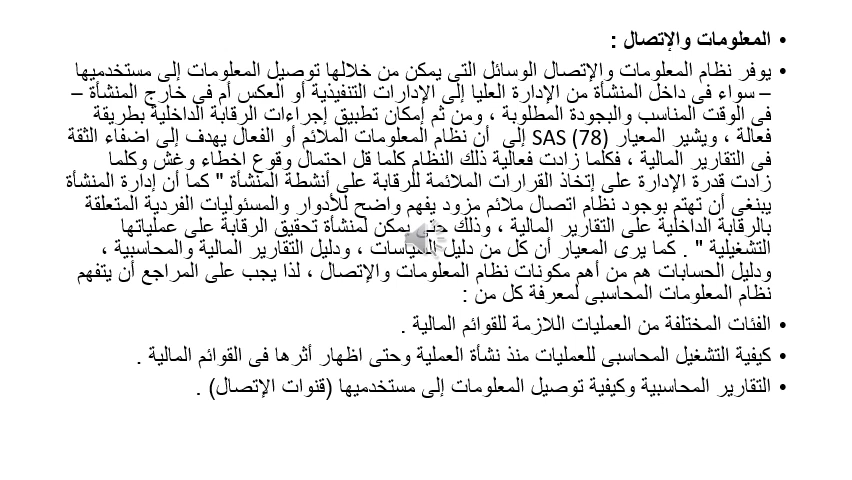 • المعلومات والإتصال :
• يوفر نظام المعلومات والإتصال الوسائل التى يمكن من خلالها توصيل المعلومات إلى مستخدميها
– سواء فى داخل المنشأة من الإدارة العليا إلى الإدارات التنفيذية أو العكس أم فى خارج المنشأة –
فى الوقت المناسب والبجودة المطلوبة ، ومن ثم إمكان تطبيق إجراءات الرقابة الداخلية بطريقة
فعالة ، ويشير المعيار SAS (78) إلى أن نظام المعلومات الملائم أو الفعال يهدف إلى اضفاء الثقة
فى التقارير المالية ، فكلما زادت فعالية ذلك النظام كلما قل احتمال وقوع اخطاء وغش وكلما
زادت قدرة الإدارة على إتخاذ القرارات الملائمة للرقابة على أنشطة المنشأة " كما أن إدارة المنشأة
يبنغى أن تهتم بوجود نظام اتصال ملائم مزود يفهم واضح للأدوار والمسئوليات الفردية المتعلقة
بالرقابة الداخلية على التقارير المالية ، وذلك حتى يمكن لمنشأة تحقيق الرقابة على عملياتها
التشغيلية " . كما يرى المعيار أن كل من دليل السياسات ، ودليل التقارير المالية والمحاسبية ،
ودليل الحسابات هم من أهم مكونات نظام المعلومات والإتصال ، لذا يجب على المراجع أن يتفهم
نظام المعلومات المحاسبى لمعرفة كل من :
• الفئات المختلفة من العمليات اللازمة للقوائم المالية .
• كيفية التشغيل المحاسبى للعمليات منذ نشأة العملية وحتى اظهار أثرها فى القوائم المالية .
• التقارير المحاسبية وكيفية توصيل المعلومات إلى مستخدميها (قنوات الإتصال) .